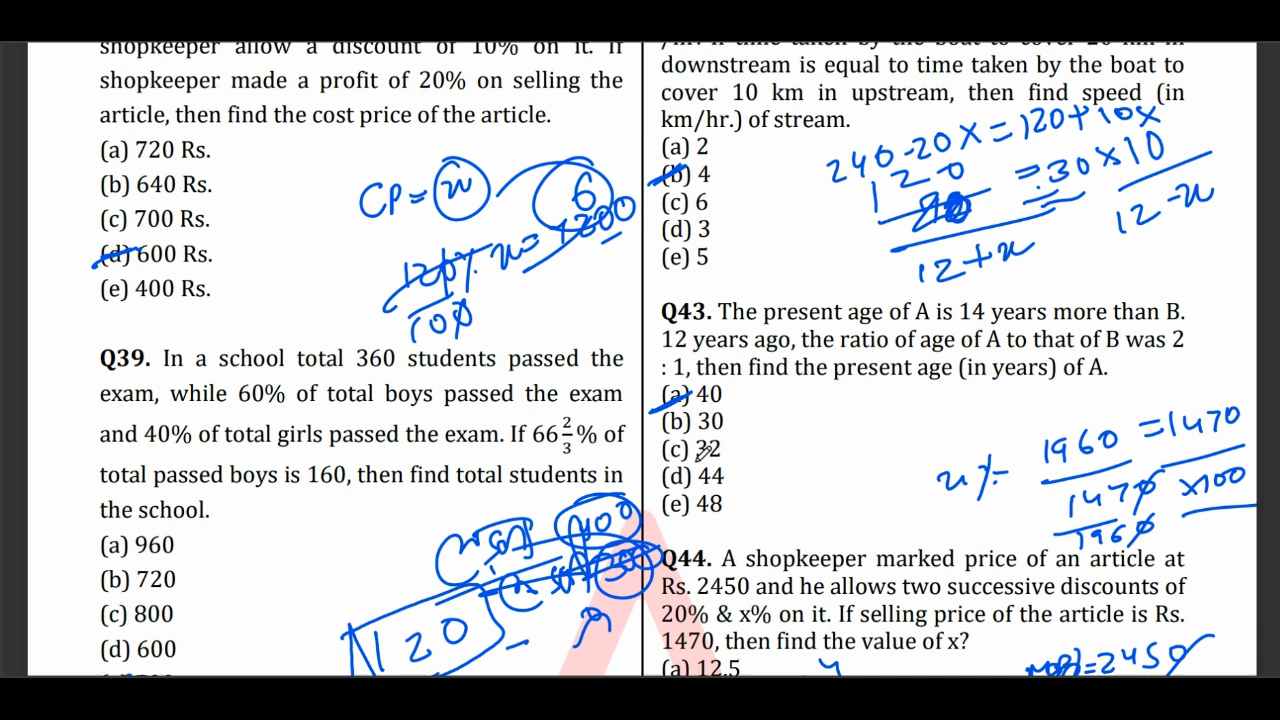 shopkeeper allow a discount of 10% on it. If
shopkeeper made a profit of 20% on selling the
article, then find the cost price of the article.
(a) 720 Rs.
(b) 640 Rs.
(c) 700 Rs.
(d) 600 Rs.
(e) 400 Rs.
CP = x
6
120% x = 7200
100
Q39. In a school total 360 students passed the
exam, while 60% of total boys passed the exam
and 40% of total girls passed the exam. If 66 2/3 % of
total passed boys is 160, then find total students in
the school.
(a) 960
(b) 720
(c) 800
(d) 600
400
300
120
downstream is equal to time taken by the boat to
cover 10 km in upstream, then find speed (in
km/hr.) of stream.
(a) 2
(b) 4
(c) 6
(d) 3
(e) 5
240-20x=120+10x
12+x
= 30×10
12-x
Q43. The present age of A is 14 years more than B.
12 years ago, the ratio of age of A to that of B was 2
: 1, then find the present age (in years) of A.
(a) 40
(b) 30
(c) 32
(d) 44
(e) 48
x%
1960 = 1470
1470 ×100
1960
Q44. A shopkeeper marked price of an article at
Rs. 2450 and he allows two successive discounts of
20% & x% on it. If selling price of the article is Rs.
1470, then find the value of x?
(a) 12.5
=2450